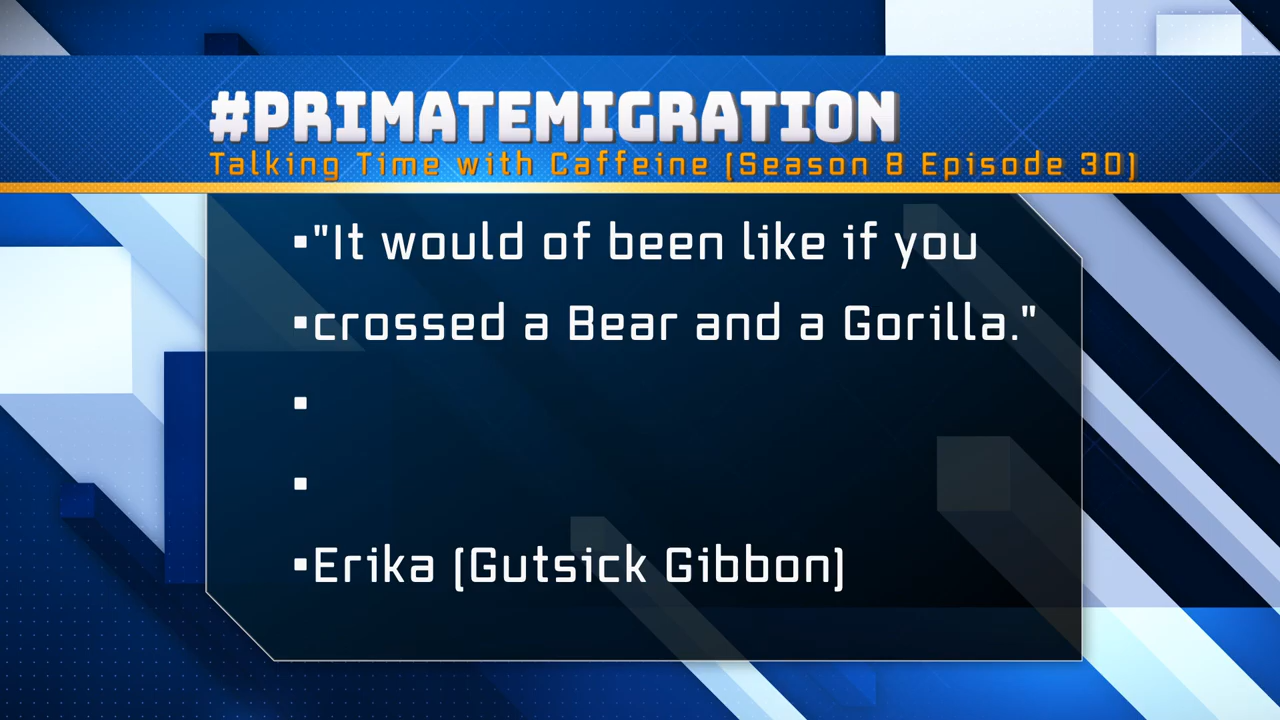 #PRIMATEMIGRATION
Talking Time with Caffeine (Season 8 Episode 30)
▪"It would of been like if you
▪crossed a Bear and a Gorilla."
▪
▪
▪Erika (Gutsick Gibbon)